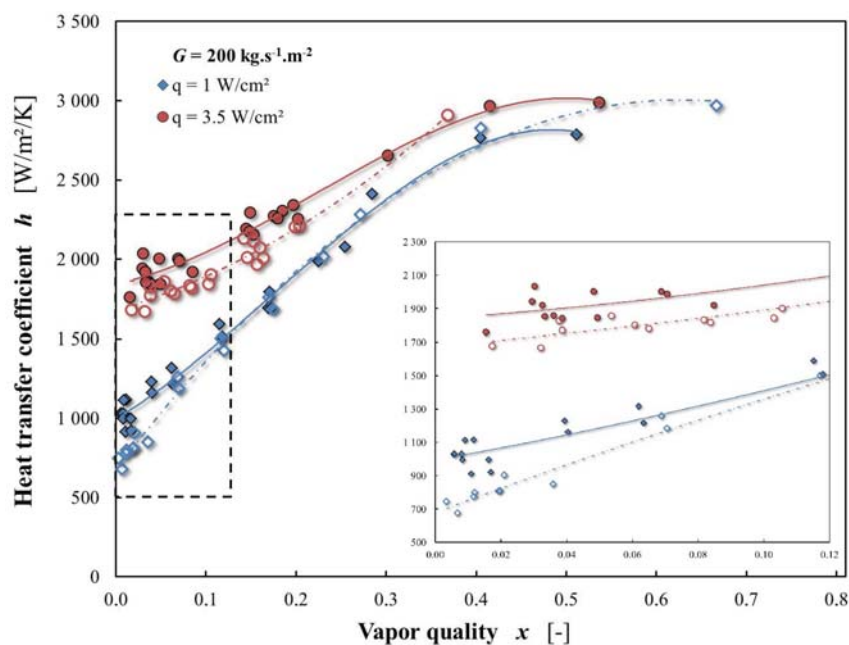 3 500
3 000
2 500
2 000
1 500
1 000
500
0
Heat transfer coefficient h [W/m²/K]
G = 200 kg.s⁻¹.m⁻²
q = 1 W/cm²
q = 3.5 W/cm²
2 300
2 100
1 900
1 700
1 500
1 300
1 100
900
700
500
0.00 0.02 0.04 0.06 0.08 0.10 0.12
0.0 0.1 0.2 0.3 0.4 0.5 0.6 0.7 0.8
Vapor quality x [-]